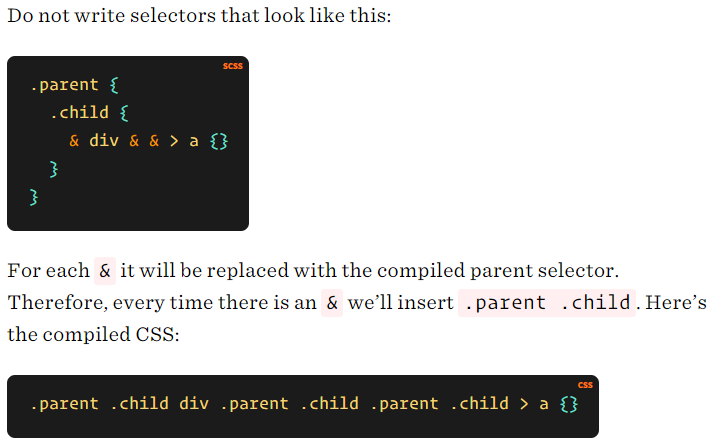 Do not write selectors that look like this:
scss
.parent {
.child {
& div & & > a {}
}
}
For each & it will be replaced with the compiled parent selector.
Therefore, every time there is an & we’ll insert .parent .child. Here’s
the compiled CSS:
css
.parent .child div .parent .child .parent .child > a {}